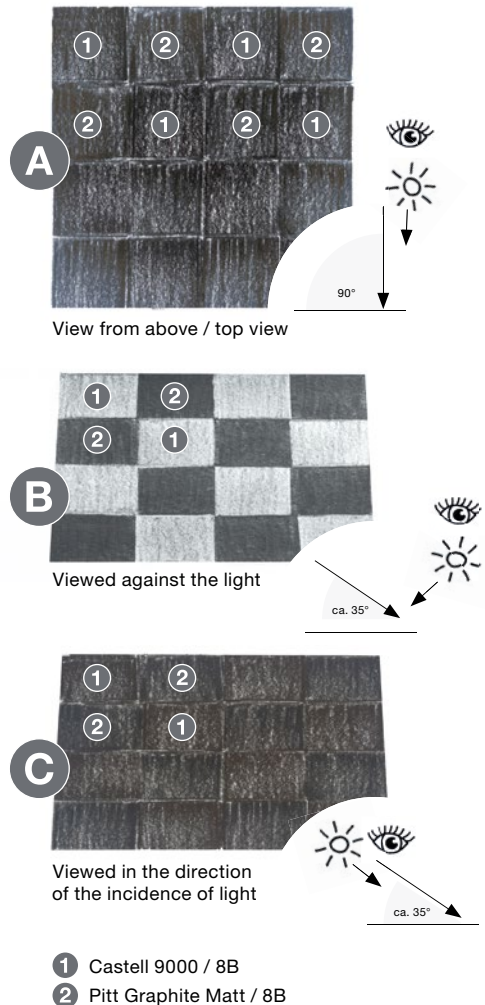 1 2 1 2
2 1 2 1
A
90°
View from above / top view
1 2
2 1
B
Viewed against the light
ca. 35°
1 2
2 1
C
Viewed in the direction
of the incidence of light
ca. 35°
1 Castell 9000 / 8B
2 Pitt Graphite Matt / 8B